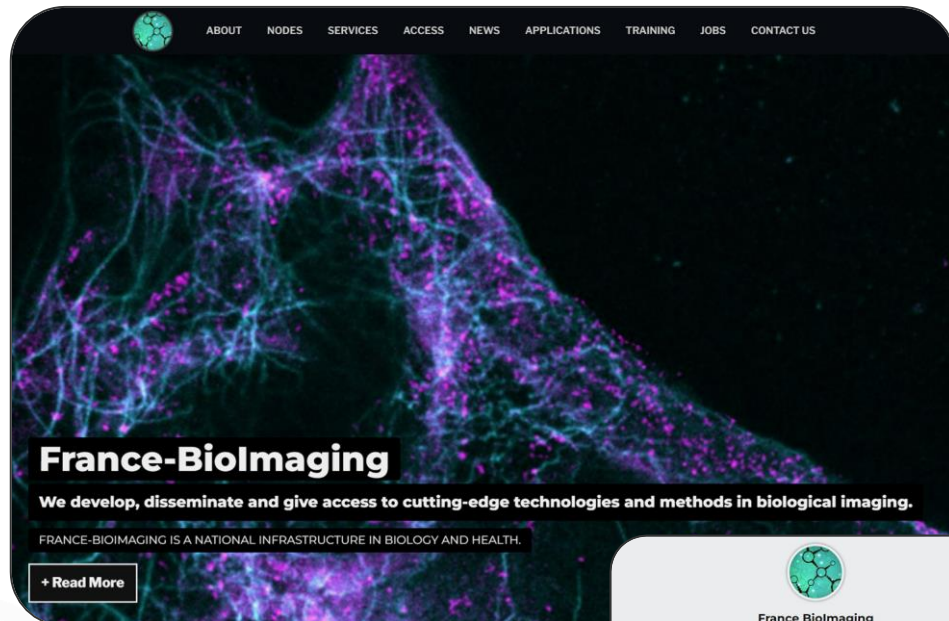 ABOUT NODES SERVICES ACCESS NEWS APPLICATIONS TRAINING JOBS CONTACT US
France-BioImaging
We develop, disseminate and give access to cutting-edge technologies and methods in biological imaging.
FRANCE-BIOIMAGING IS A NATIONAL INFRASTRUCTURE IN BIOLOGY AND HEALTH.
+ Read More
France BioImaging